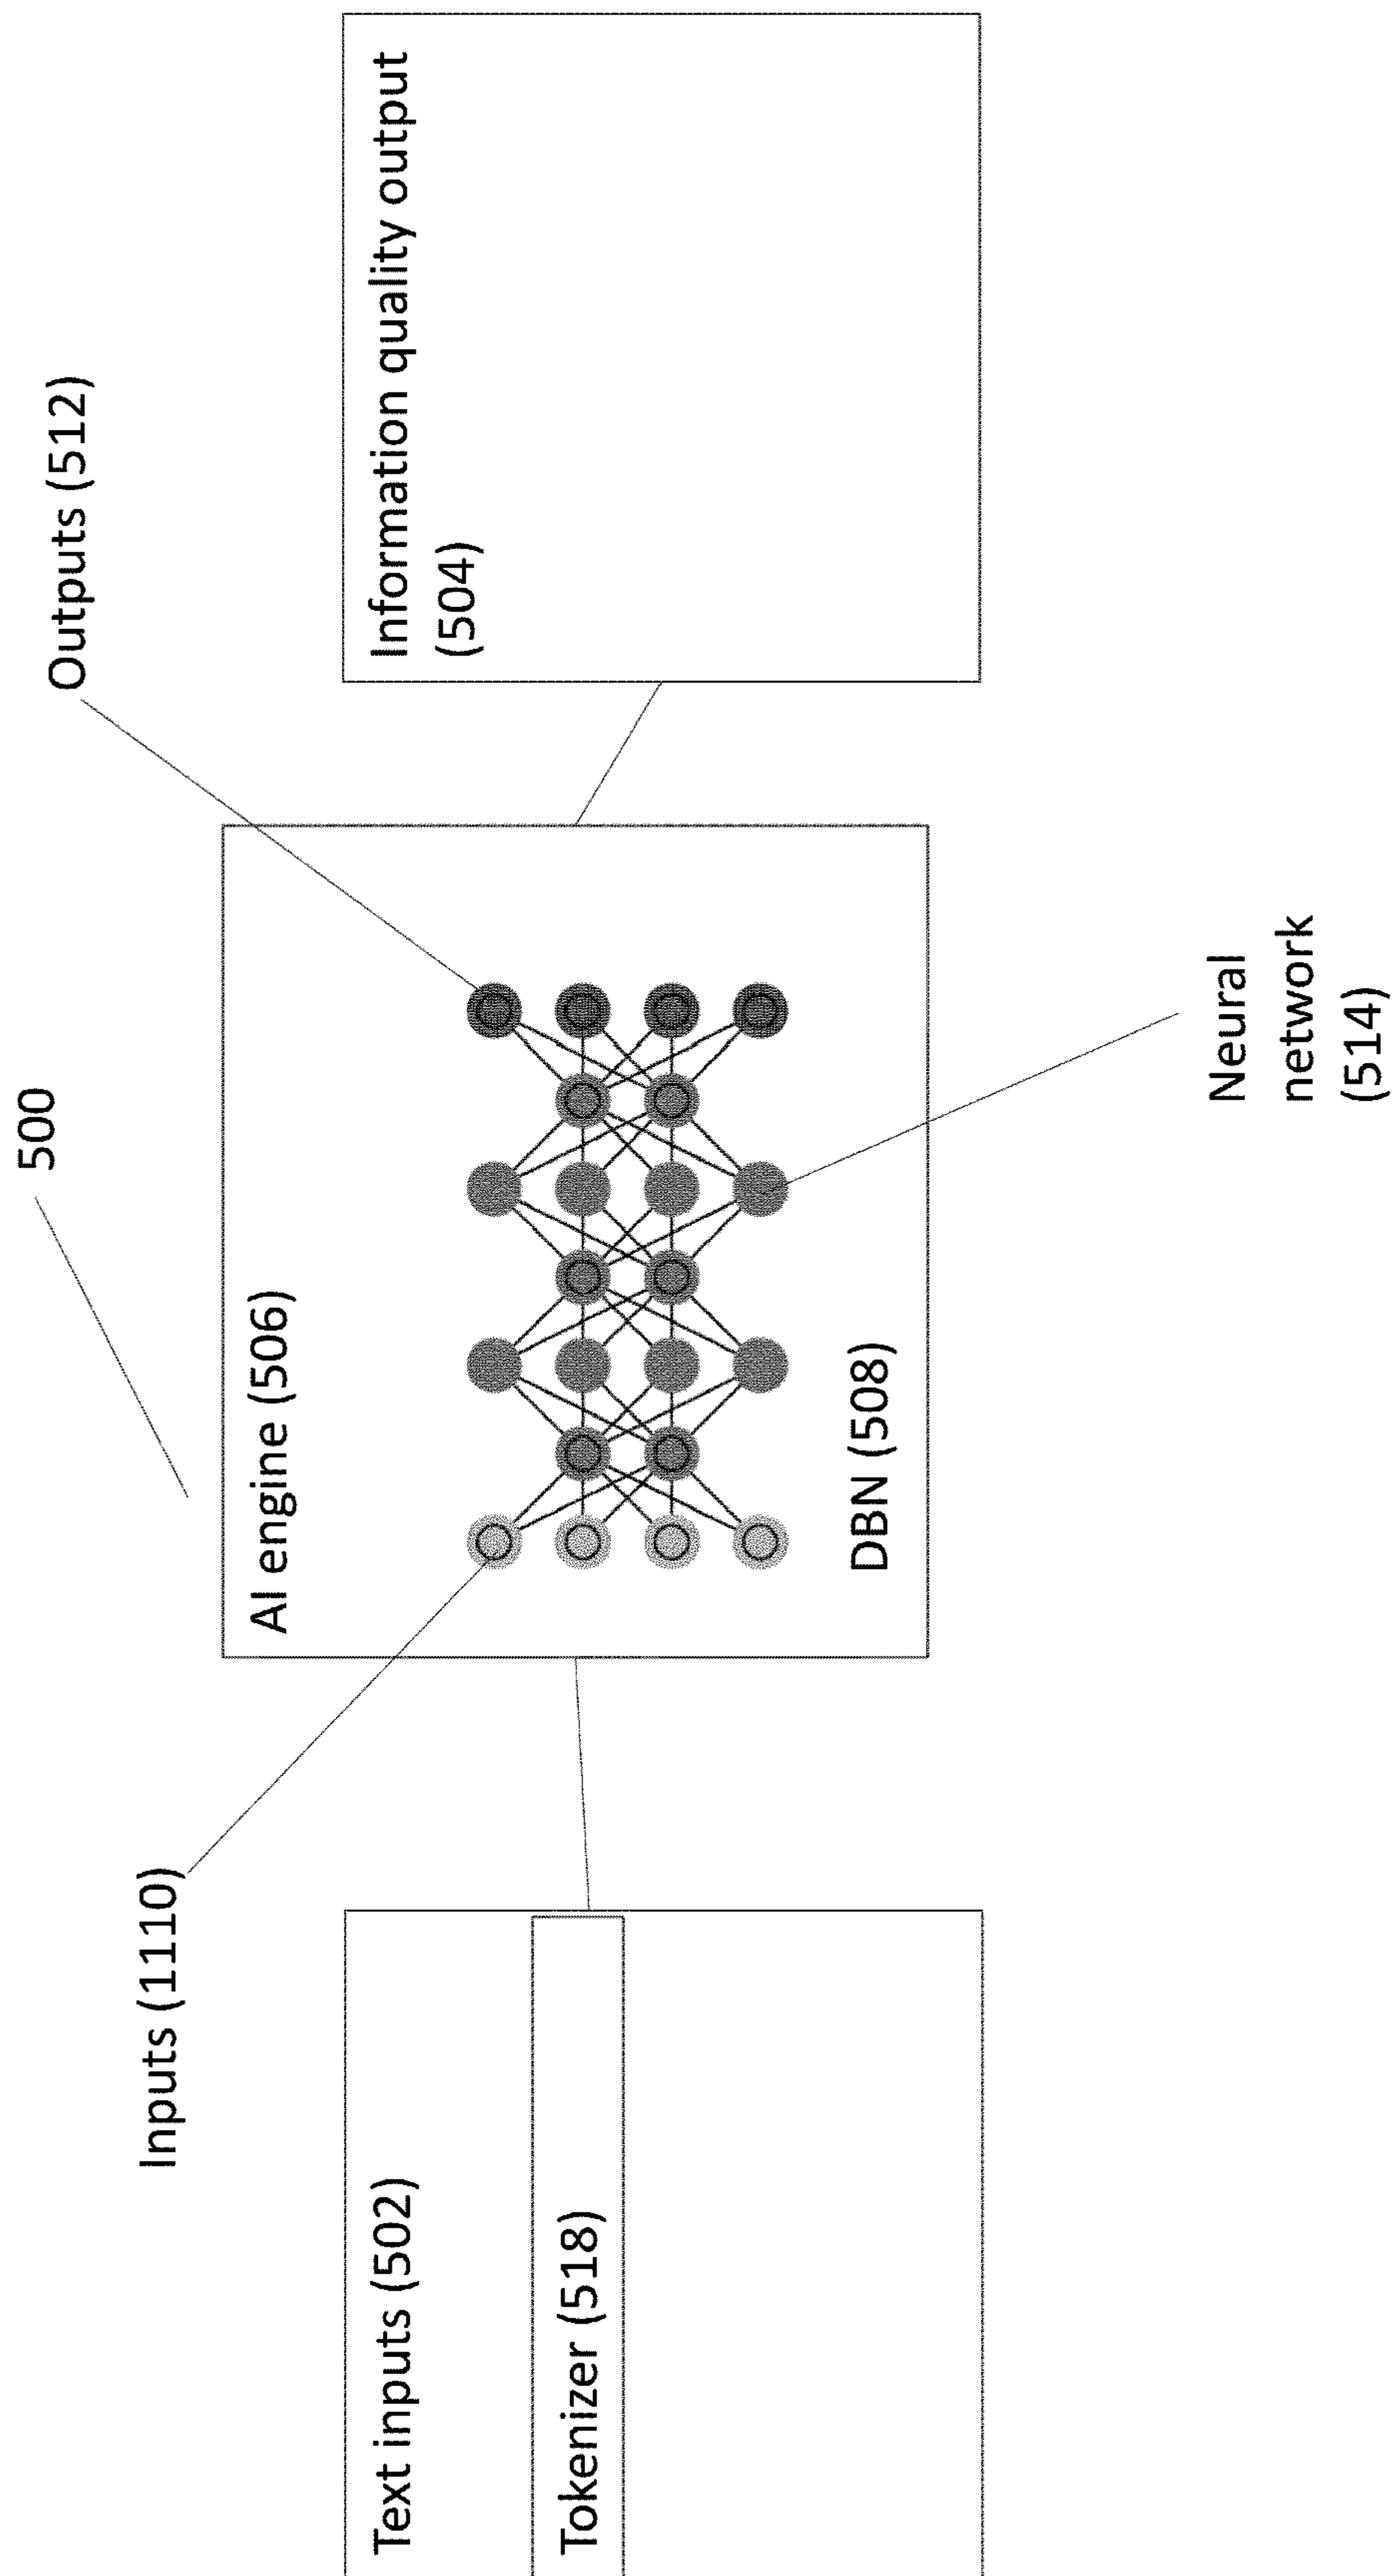 500
Text inputs (502)
Tokenizer (518)
Inputs (1110)
AI engine (506)
DBN (508)
Outputs (512)
Neural
network
(514)
Information quality output
(504)